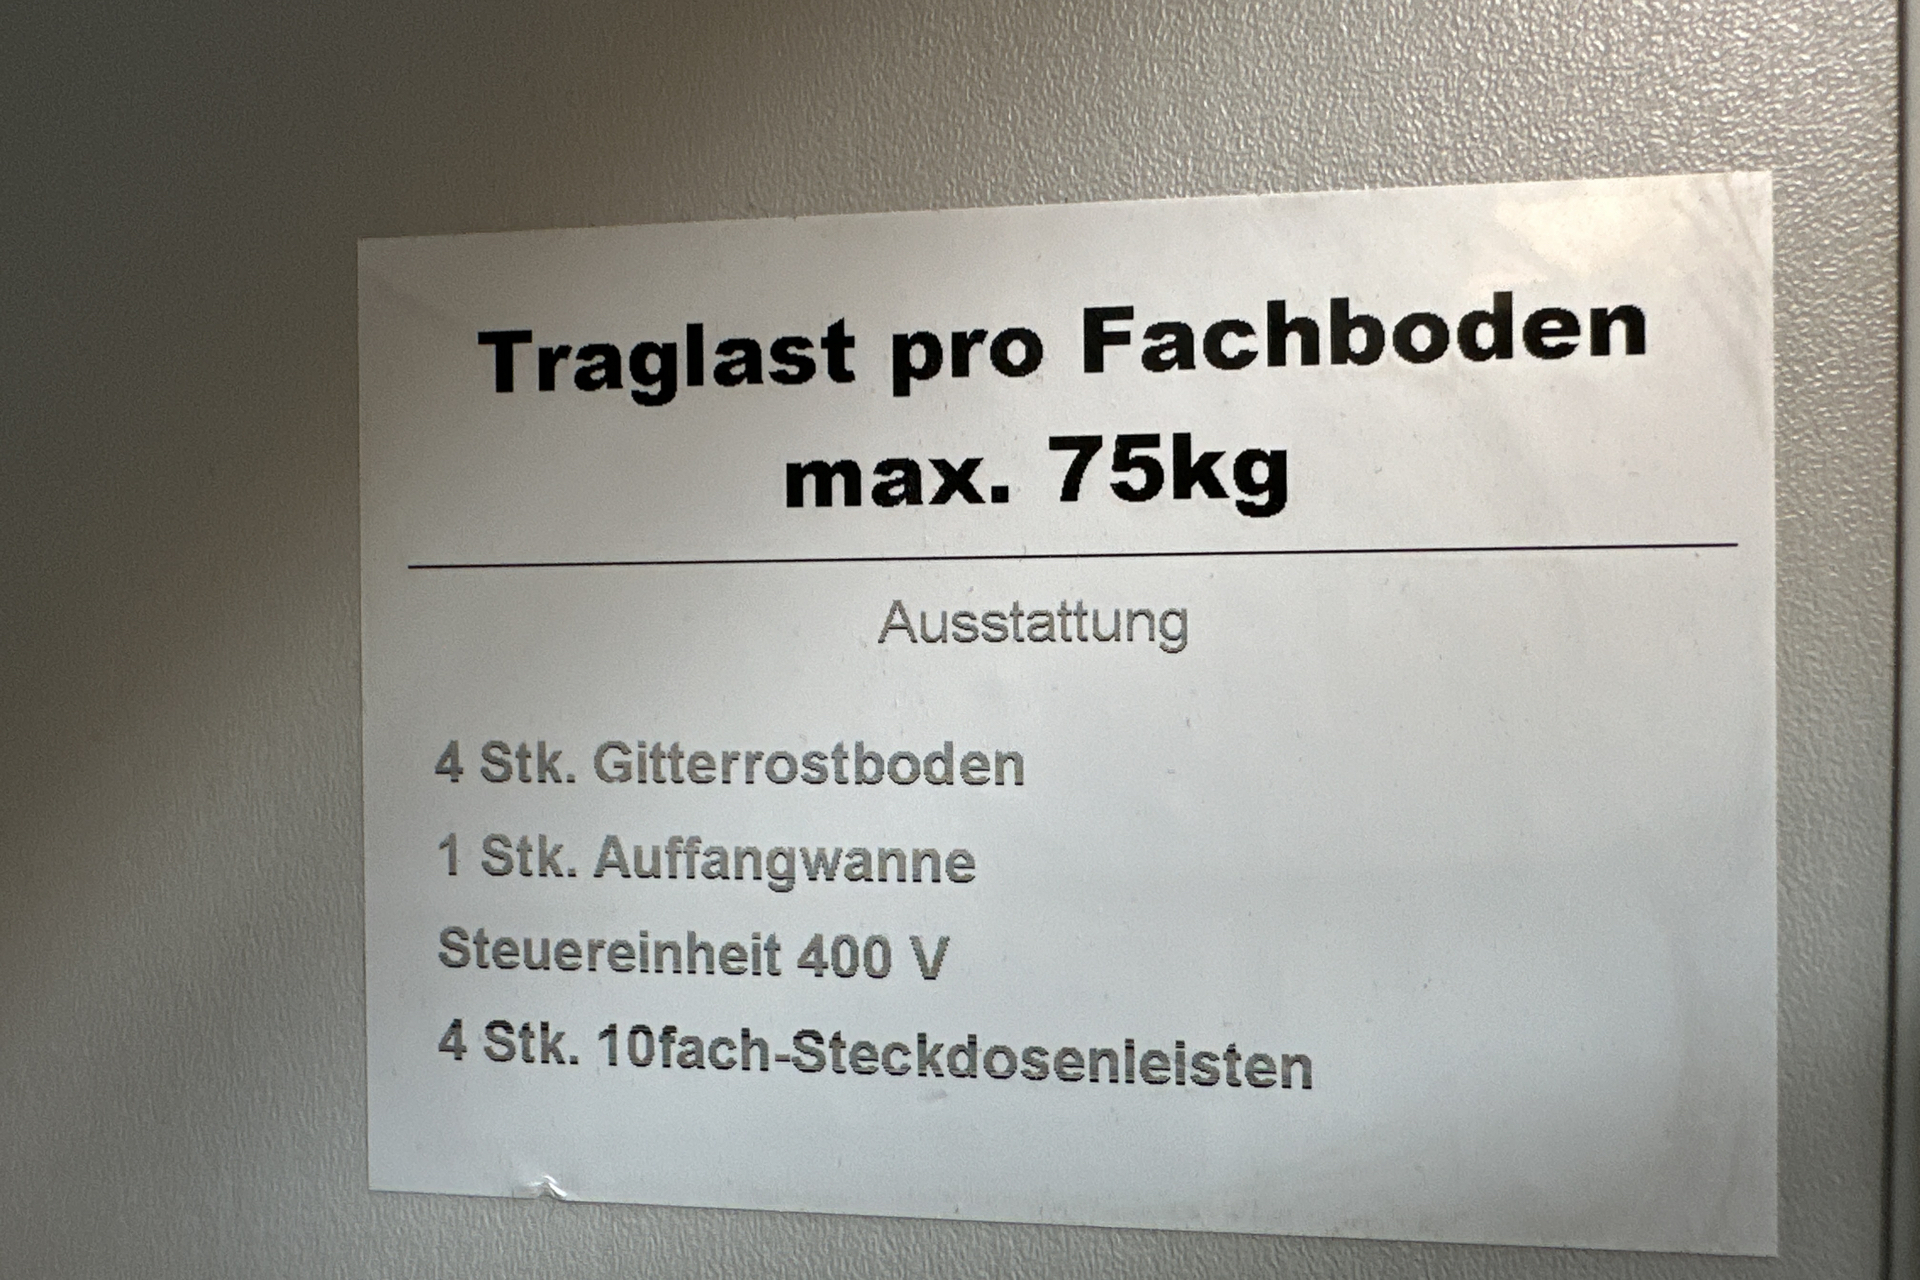 Traglast pro Fachboden
max. 75kg
Ausstattung
4 Stk. Gitterrostboden
1 Stk. Auffangwanne
Steuereinheit 400 V
4 Stk. 10fach-Steckdosenleisten